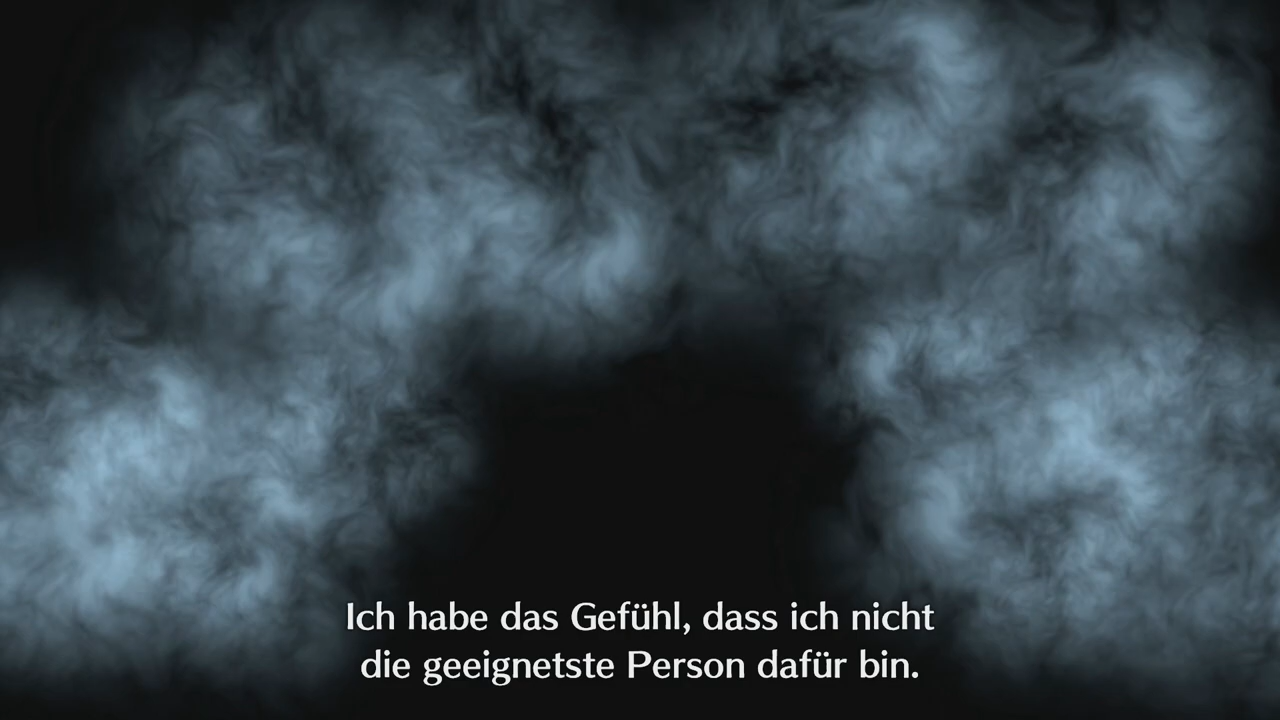 Ich habe das Gefühl, dass ich nicht
die geeignetste Person dafür bin.